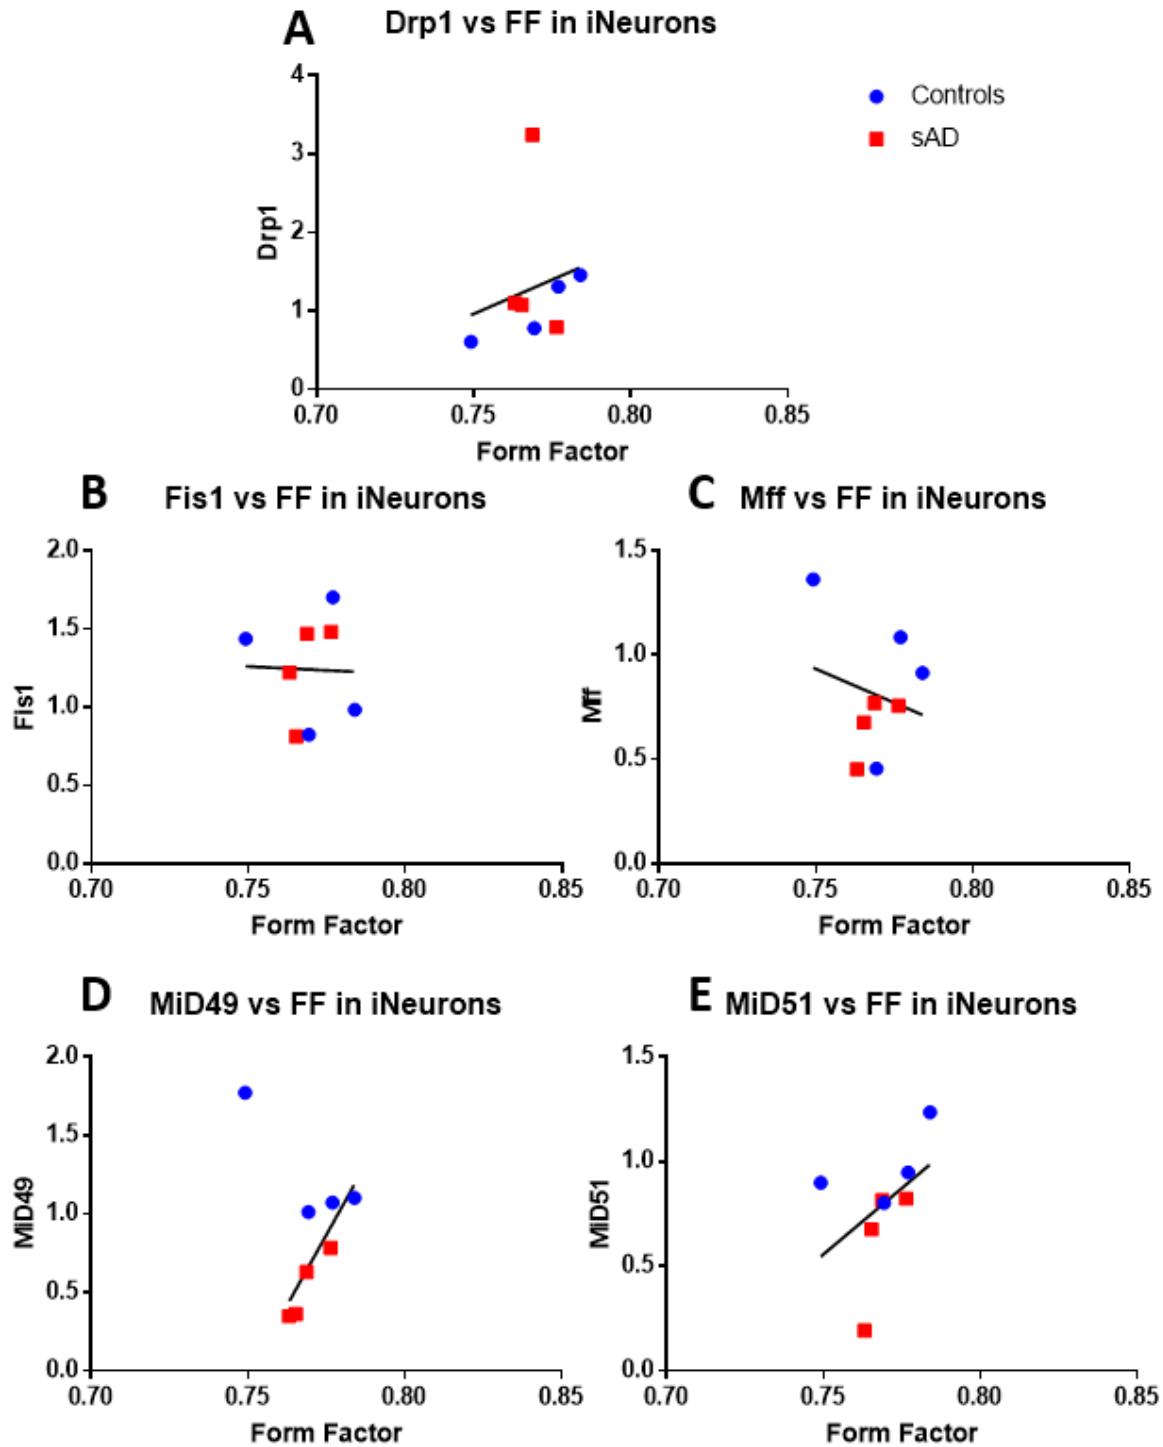 A Drp1 vs FF in iNeurons
Controls
sAD
4
3
2
1
0
Drp1
0.70 0.75 0.80 0.85
Form Factor
B Fis1 vs FF in iNeurons
2.0
1.5
1.0
0.5
0.0
Fis1
0.70 0.75 0.80 0.85
Form Factor
C Mff vs FF in iNeurons
1.5
1.0
0.5
0.0
Mff
0.70 0.75 0.80 0.85
Form Factor
D MiD49 vs FF in iNeurons
2.0
1.5
1.0
0.5
0.0
MiD49
0.70 0.75 0.80 0.85
Form Factor
E MiD51 vs FF in iNeurons
1.5
1.0
0.5
0.0
MiD51
0.70 0.75 0.80 0.85
Form Factor